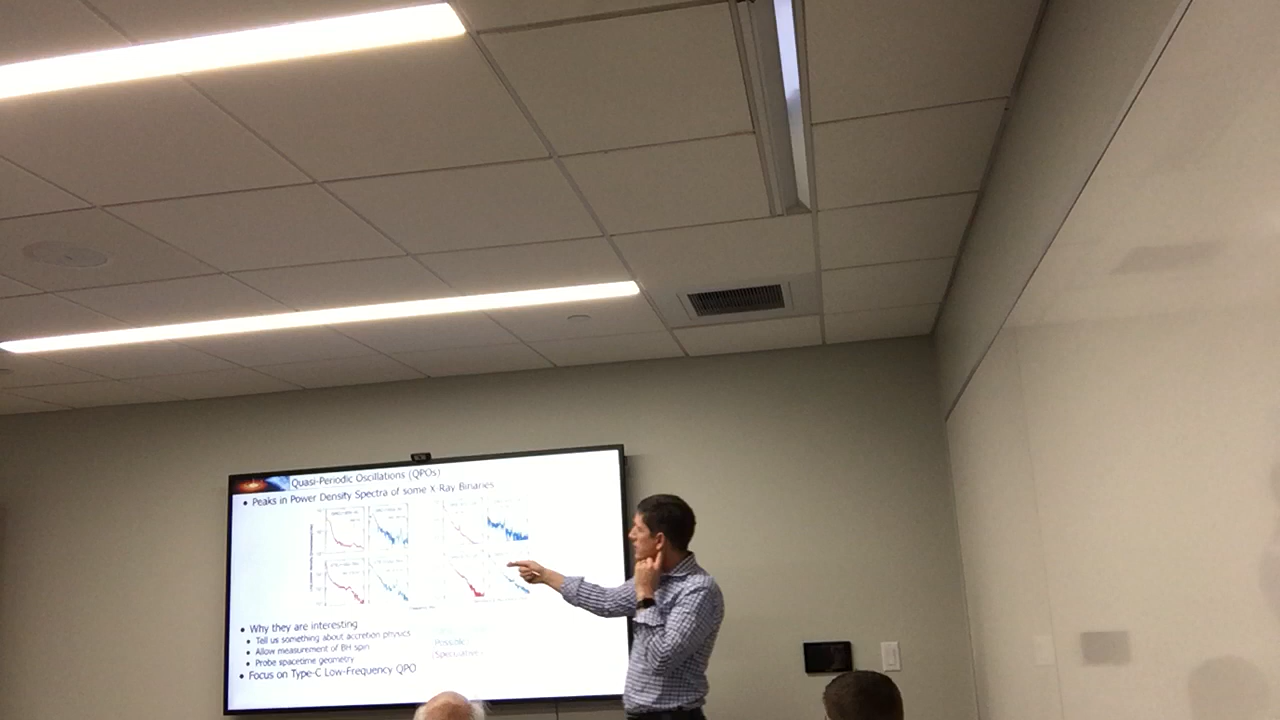 Quasi-Periodic Oscillations (QPOs)
• Peaks in Power Density Spectra of some X-Ray Binaries
• Why they are interesting
• Tell us something about accretion physics
• Allow measurement of BH spin
Possible
• Probe spacetime geometry
• Focus on Type-C Low-Frequency QPO